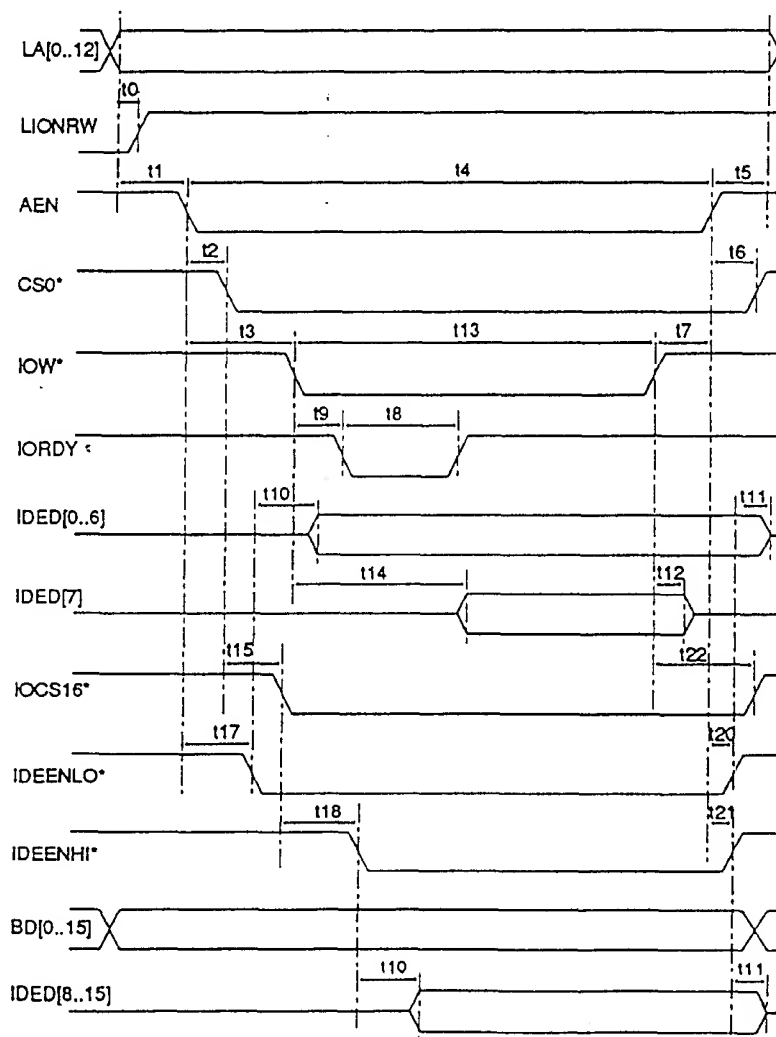 LA[0..12]
t0
LIONRW
t1 t4 t5
AEN
t2 t6
CS0*
t3 t13 t7
IOW*
t9 t8
IORDY
t10 t11
IDED[0..6]
t14 t12
IDED[7]
t15 t22
IOCS16*
t17 t20
IDEENLO*
t18 t21
IDEENHI*
BD[0..15]
t10 t11
IDED[8..15]